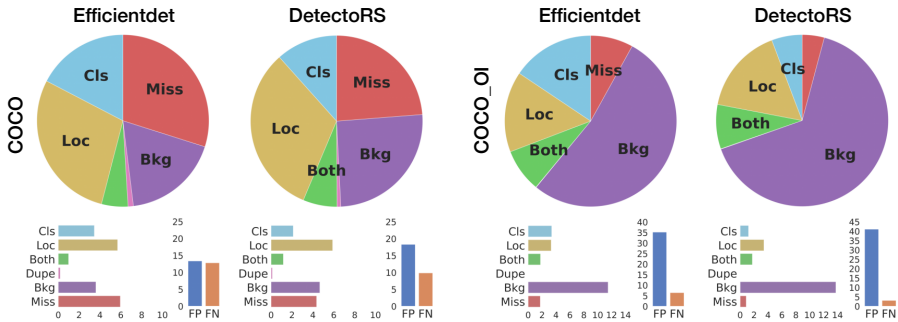 Efficientdet
DetectoRS
Efficientdet
DetectoRS
COCO
Cls
Miss
Loc
Bkg
Cls
Miss
Loc
Both
Bkg
COCO_OI
Cls
Miss
Loc
Both
Bkg
Cls
Loc
Both
Bkg
Cls
Loc
Both
Dupe
Bkg
Miss
0 2 4 6 8 10
25
20
15
10
5
0
FP FN
Cls
Loc
Both
Dupe
Bkg
Miss
0 2 4 6 8 10
25
20
15
10
5
0
FP FN
Cls
Loc
Both
Dupe
Bkg
Miss
0 2 4 6 8 10 12 14
40
35
30
25
20
15
10
5
0
FP FN
Cls
Loc
Both
Dupe
Bkg
Miss
0 2 4 6 8 10 12 14
45
40
35
30
25
20
15
10
5
0
FP FN